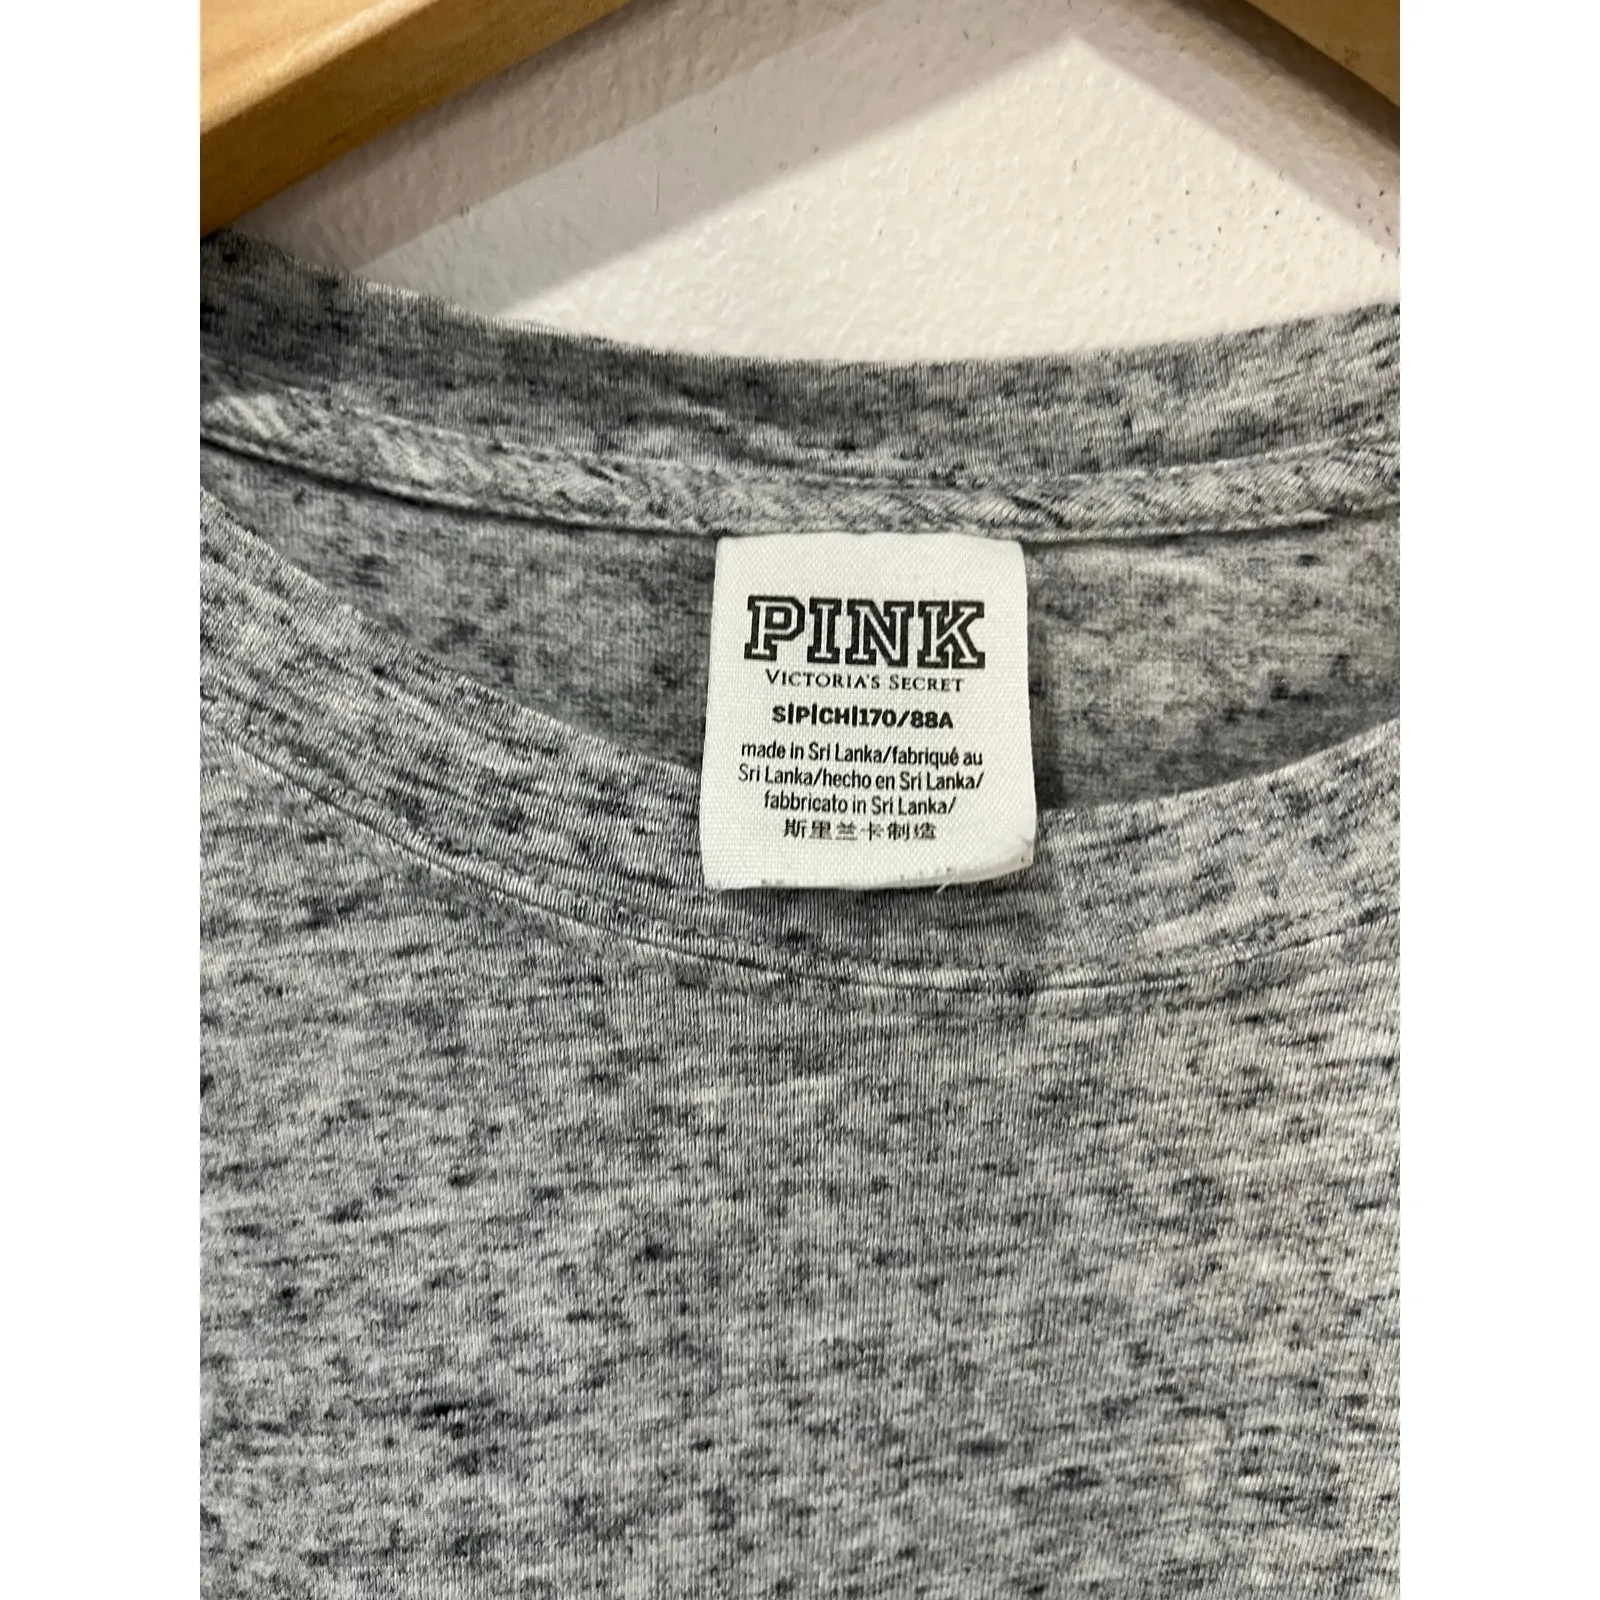 PINK
VICTORIA'S SECRET
S|P|CH|170/88A
made in Sri Lanka/fabriqué au
Sri Lanka/hecho en Sri Lanka/
fabbricato in Sri Lanka/
斯里兰卡制造